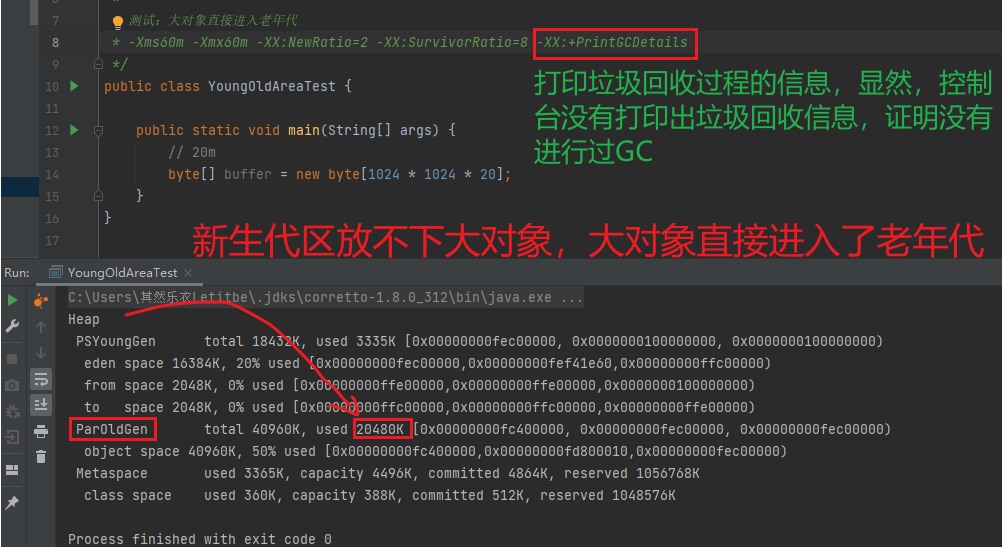 *
7 测试：大对象直接进入老年代
8 * -Xms60m -Xmx60m -XX:NewRatio=2 -XX:SurvivorRatio=8 -XX:+PrintGCDetails
9 */
打印垃圾回收过程的信息，显然，控制
台没有打印出垃圾回收信息，证明没有
进行过GC
10 public class YoungOldAreaTest {
11
12 public static void main(String[] args) {
13 // 20m
14 byte[] buffer = new byte[1024 * 1024 * 20];
15 }
16 }
17
新生代区放不下大对象，大对象直接进入了老年代
Run: YoungOldAreaTest ×
C:\Users\其然乐衣Letitbe\.jdks\corretto-1.8.0_312\bin\java.exe ...
Heap
PSYoungGen total 18432K, used 3335K [0x00000000fec00000, 0x0000000100000000, 0x0000000100000000)
eden space 16384K, 20% used [0x00000000fec00000,0x00000000fef41e60,0x00000000ffc00000)
from space 2048K, 0% used [0x00000000ffe00000,0x00000000ffe00000,0x0000000100000000)
to space 2048K, 0% used [0x00000000ffc00000,0x00000000ffc00000,0x00000000ffe00000)
ParOldGen total 40960K, used 20480K [0x00000000fc400000, 0x00000000fec00000, 0x00000000fec00000)
object space 40960K, 50% used [0x00000000fc400000,0x00000000fd800010,0x00000000fec00000)
Metaspace used 3365K, capacity 4496K, committed 4864K, reserved 1056768K
class space used 360K, capacity 388K, committed 512K, reserved 1048576K
Process finished with exit code 0